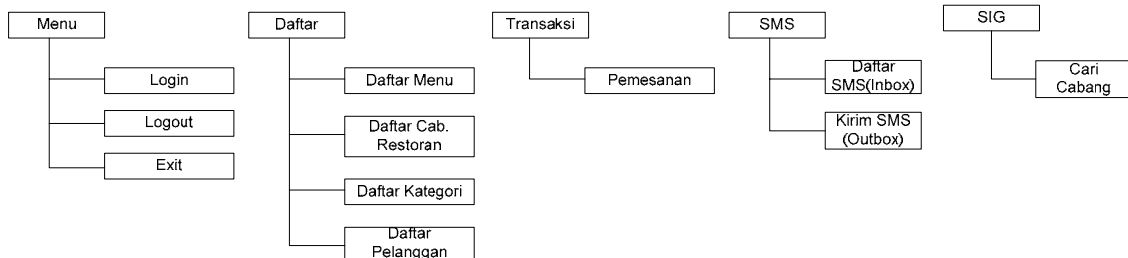 Menu
Login
Logout
Exit
Daftar
Daftar Menu
Daftar Cab.
Restoran
Daftar Kategori
Daftar
Pelanggan
Transaksi
Pemesanan
SMS
Daftar
SMS(Inbox)
Kirim SMS
(Outbox)
SIG
Cari
Cabang